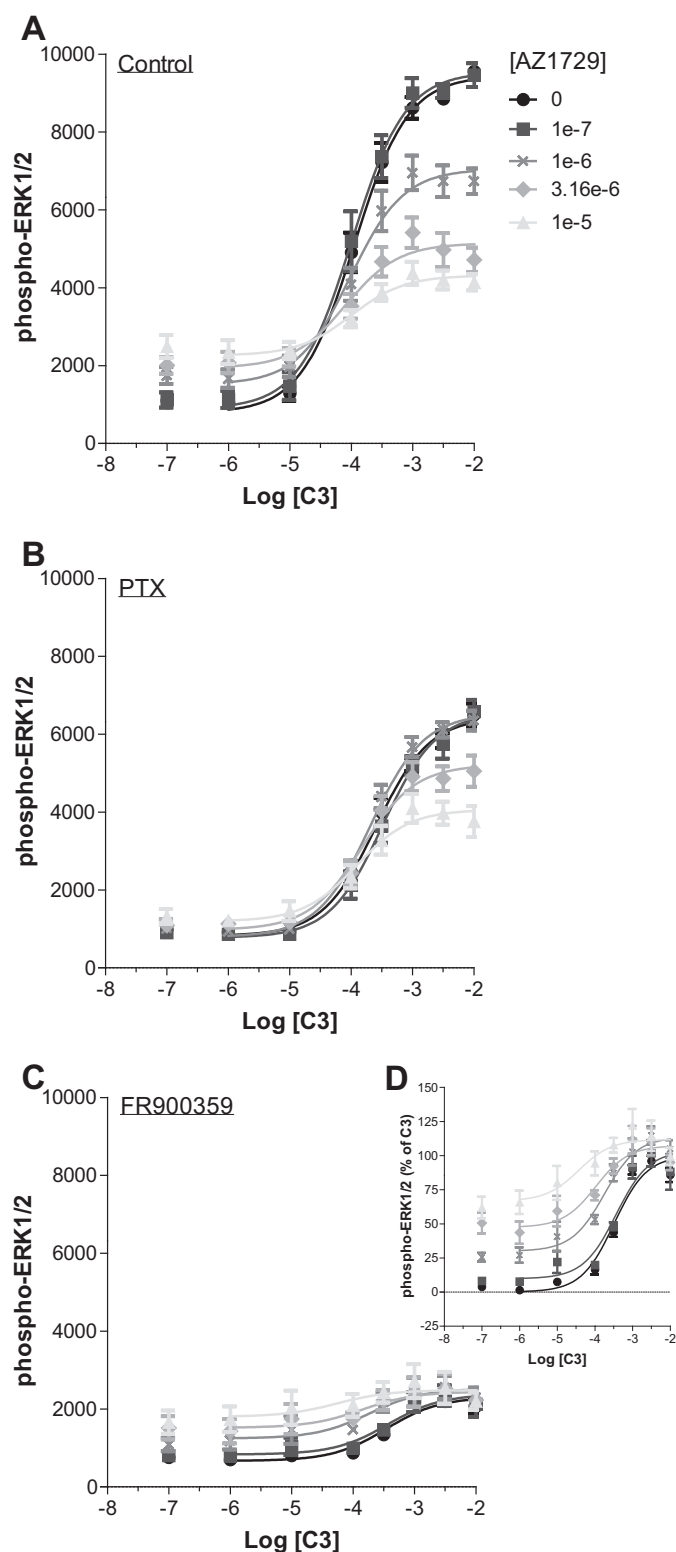 A
Control
10000
8000
6000
4000
2000
0
phospho-ERK1/2
-8 -7 -6 -5 -4 -3 -2
Log [C3]
[AZ1729]
0
1e-7
1e-6
3.16e-6
1e-5
B
PTX
10000
8000
6000
4000
2000
0
phospho-ERK1/2
-8 -7 -6 -5 -4 -3 -2
Log [C3]
C
FR900359
10000
8000
6000
4000
2000
0
phospho-ERK1/2
-8 -7 -6 -5 -4 -3 -2
Log [C3]
D
150
125
100
75
50
25
0
-25
phospho-ERK1/2 (% of C3)
-8 -7 -6 -5 -4 -3 -2
Log [C3]